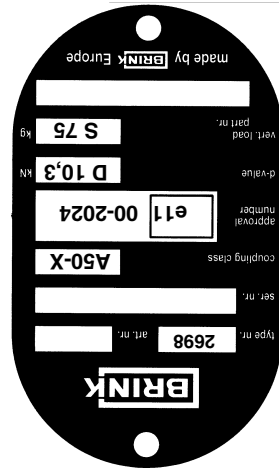 BRINK
type nr. 2698 art. nr.
ser. nr.
coupling class A50-X
approval number e11 00-2024
d-value D 10,3 kN
vert. load S 75 kg
part nr.
made by BRINK Europe